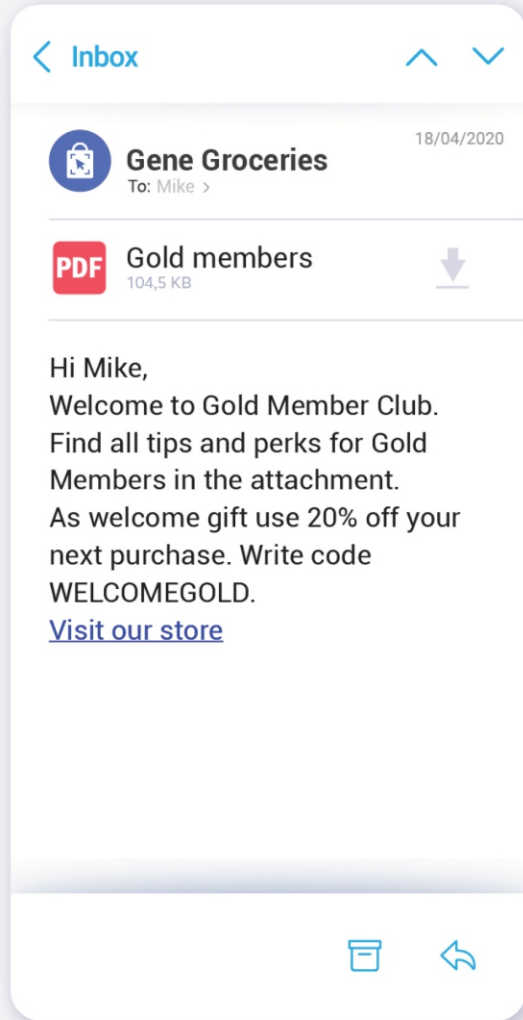 Inbox
18/04/2020
Gene Groceries
To: Mike >
PDF
Gold members
104,5 KB
Hi Mike,
Welcome to Gold Member Club.
Find all tips and perks for Gold
Members in the attachment.
As welcome gift use 20% off your
next purchase. Write code
WELCOMEGOLD.
Visit our store